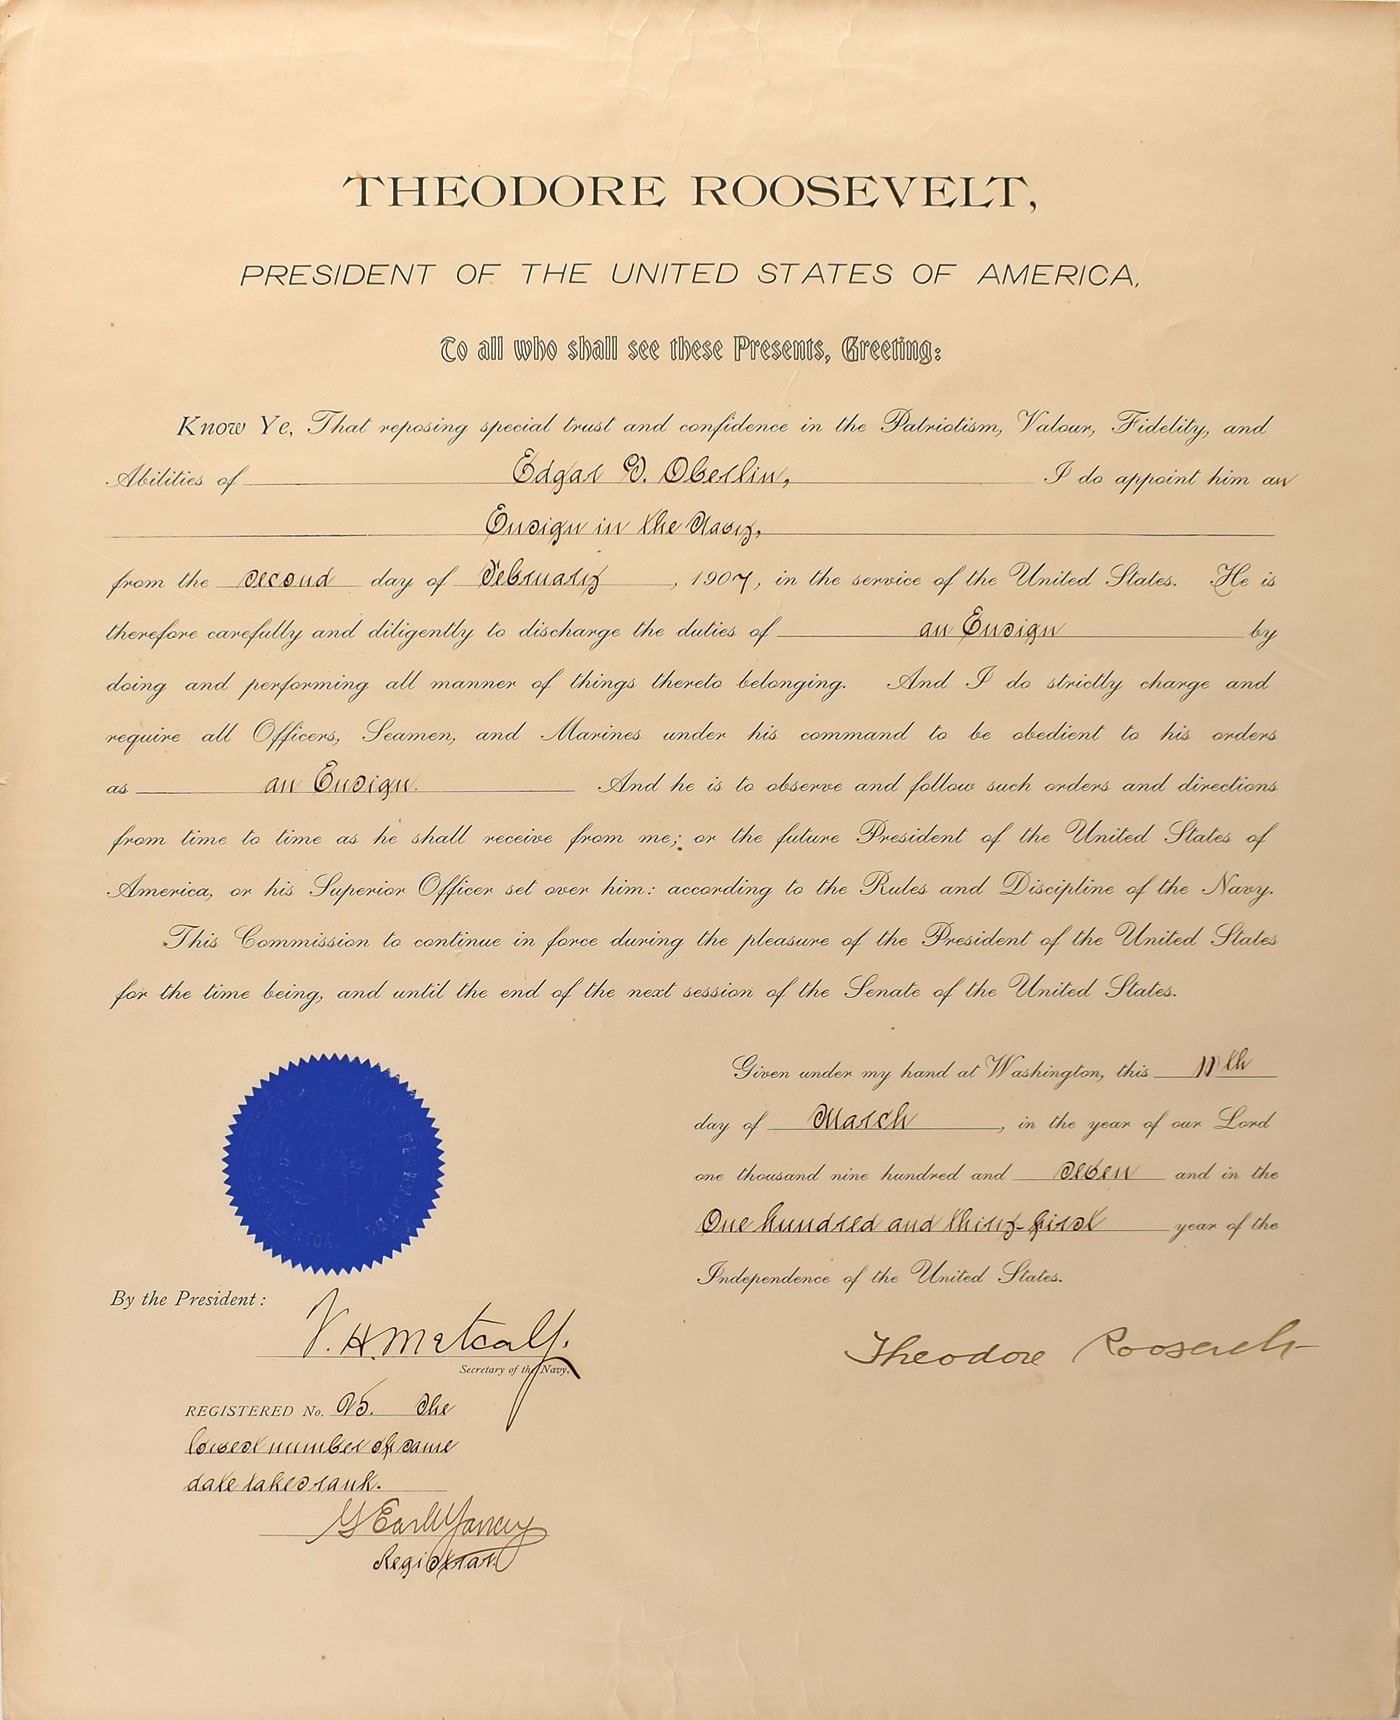 THEODORE ROOSEVELT,
PRESIDENT OF THE UNITED STATES OF AMERICA,
To all who shall see these Presents, Greeting:
Know Ye, That reposing special trust and confidence in the Patriotism, Valour, Fidelity, and
Abilities of Edgar G. Oberlin, I do appoint him an
Ensign in the Navy,
from the second day of February, 1907, in the service of the United States. He is
therefore carefully and diligently to discharge the duties of an Ensign by
doing and performing all manner of things thereto belonging. And I do strictly charge and
require all Officers, Seamen, and Marines under his command to be obedient to his orders
as an Ensign. And he is to observe and follow such orders and directions
from time to time as he shall receive from me; or the future President of the United States of
America, or his Superior Officer set over him: according to the Rules and Discipline of the Navy.
This Commission to continue in force during the pleasure of the President of the United States
for the time being, and until the end of the next session of the Senate of the United States.
Given under my hand at Washington, this 11th
day of March, in the year of our Lord
one thousand nine hundred and seven and in the
One hundred and thirty-first year of the
Independence of the United States.
Theodore Roosevelt
By the President:
V. H. Metcalf.
Secretary of the Navy.
REGISTERED No. 25. The
lowest number of same
date takes rank.
Registrar.